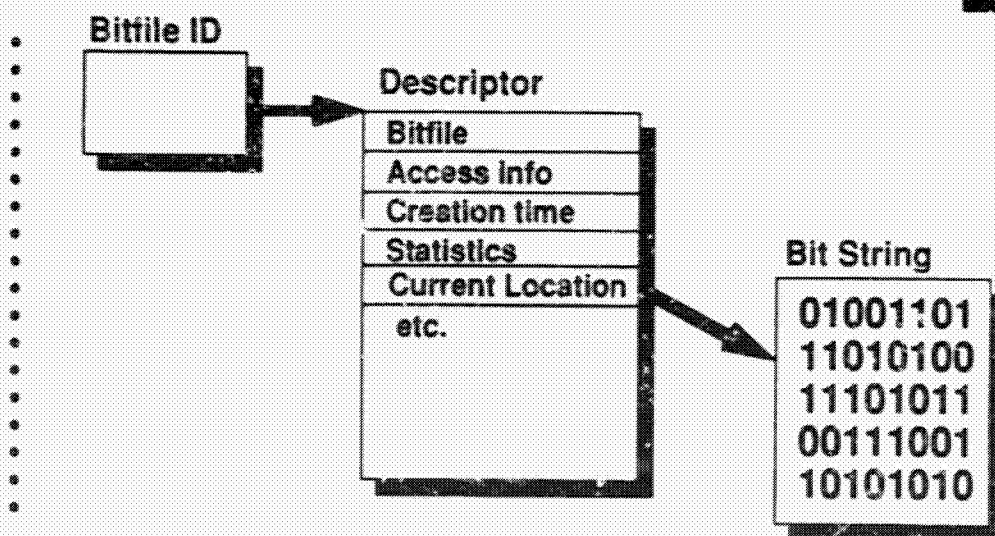 Bitfile ID
Descriptor
Bitfile
Access info
Creation time
Statistics
Current Location
etc.
Bit String
01001101
11010100
11101011
00111001
10101010